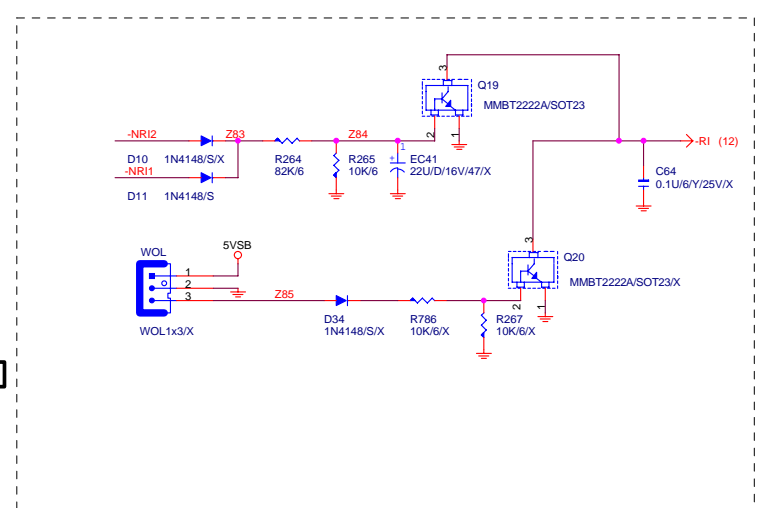 3
Q19
MMBT2222A/SOT23
2
1
-NRI2
Z83
Z84
D10 1N4148/S/X
-NRI1
D11 1N4148/S
R264
82K/6
R265
10K/6
1
+
EC41
22U/D/16V/47/X
-RI (12)
C64
0.1U/6/Y/25V/X
3
Q20
MMBT2222A/SOT23/X
2
1
WOL
5VSB
1
2
3
WOL1x3/X
Z85
D34
1N4148/S/X
R786
10K/6/X
R267
10K/6/X